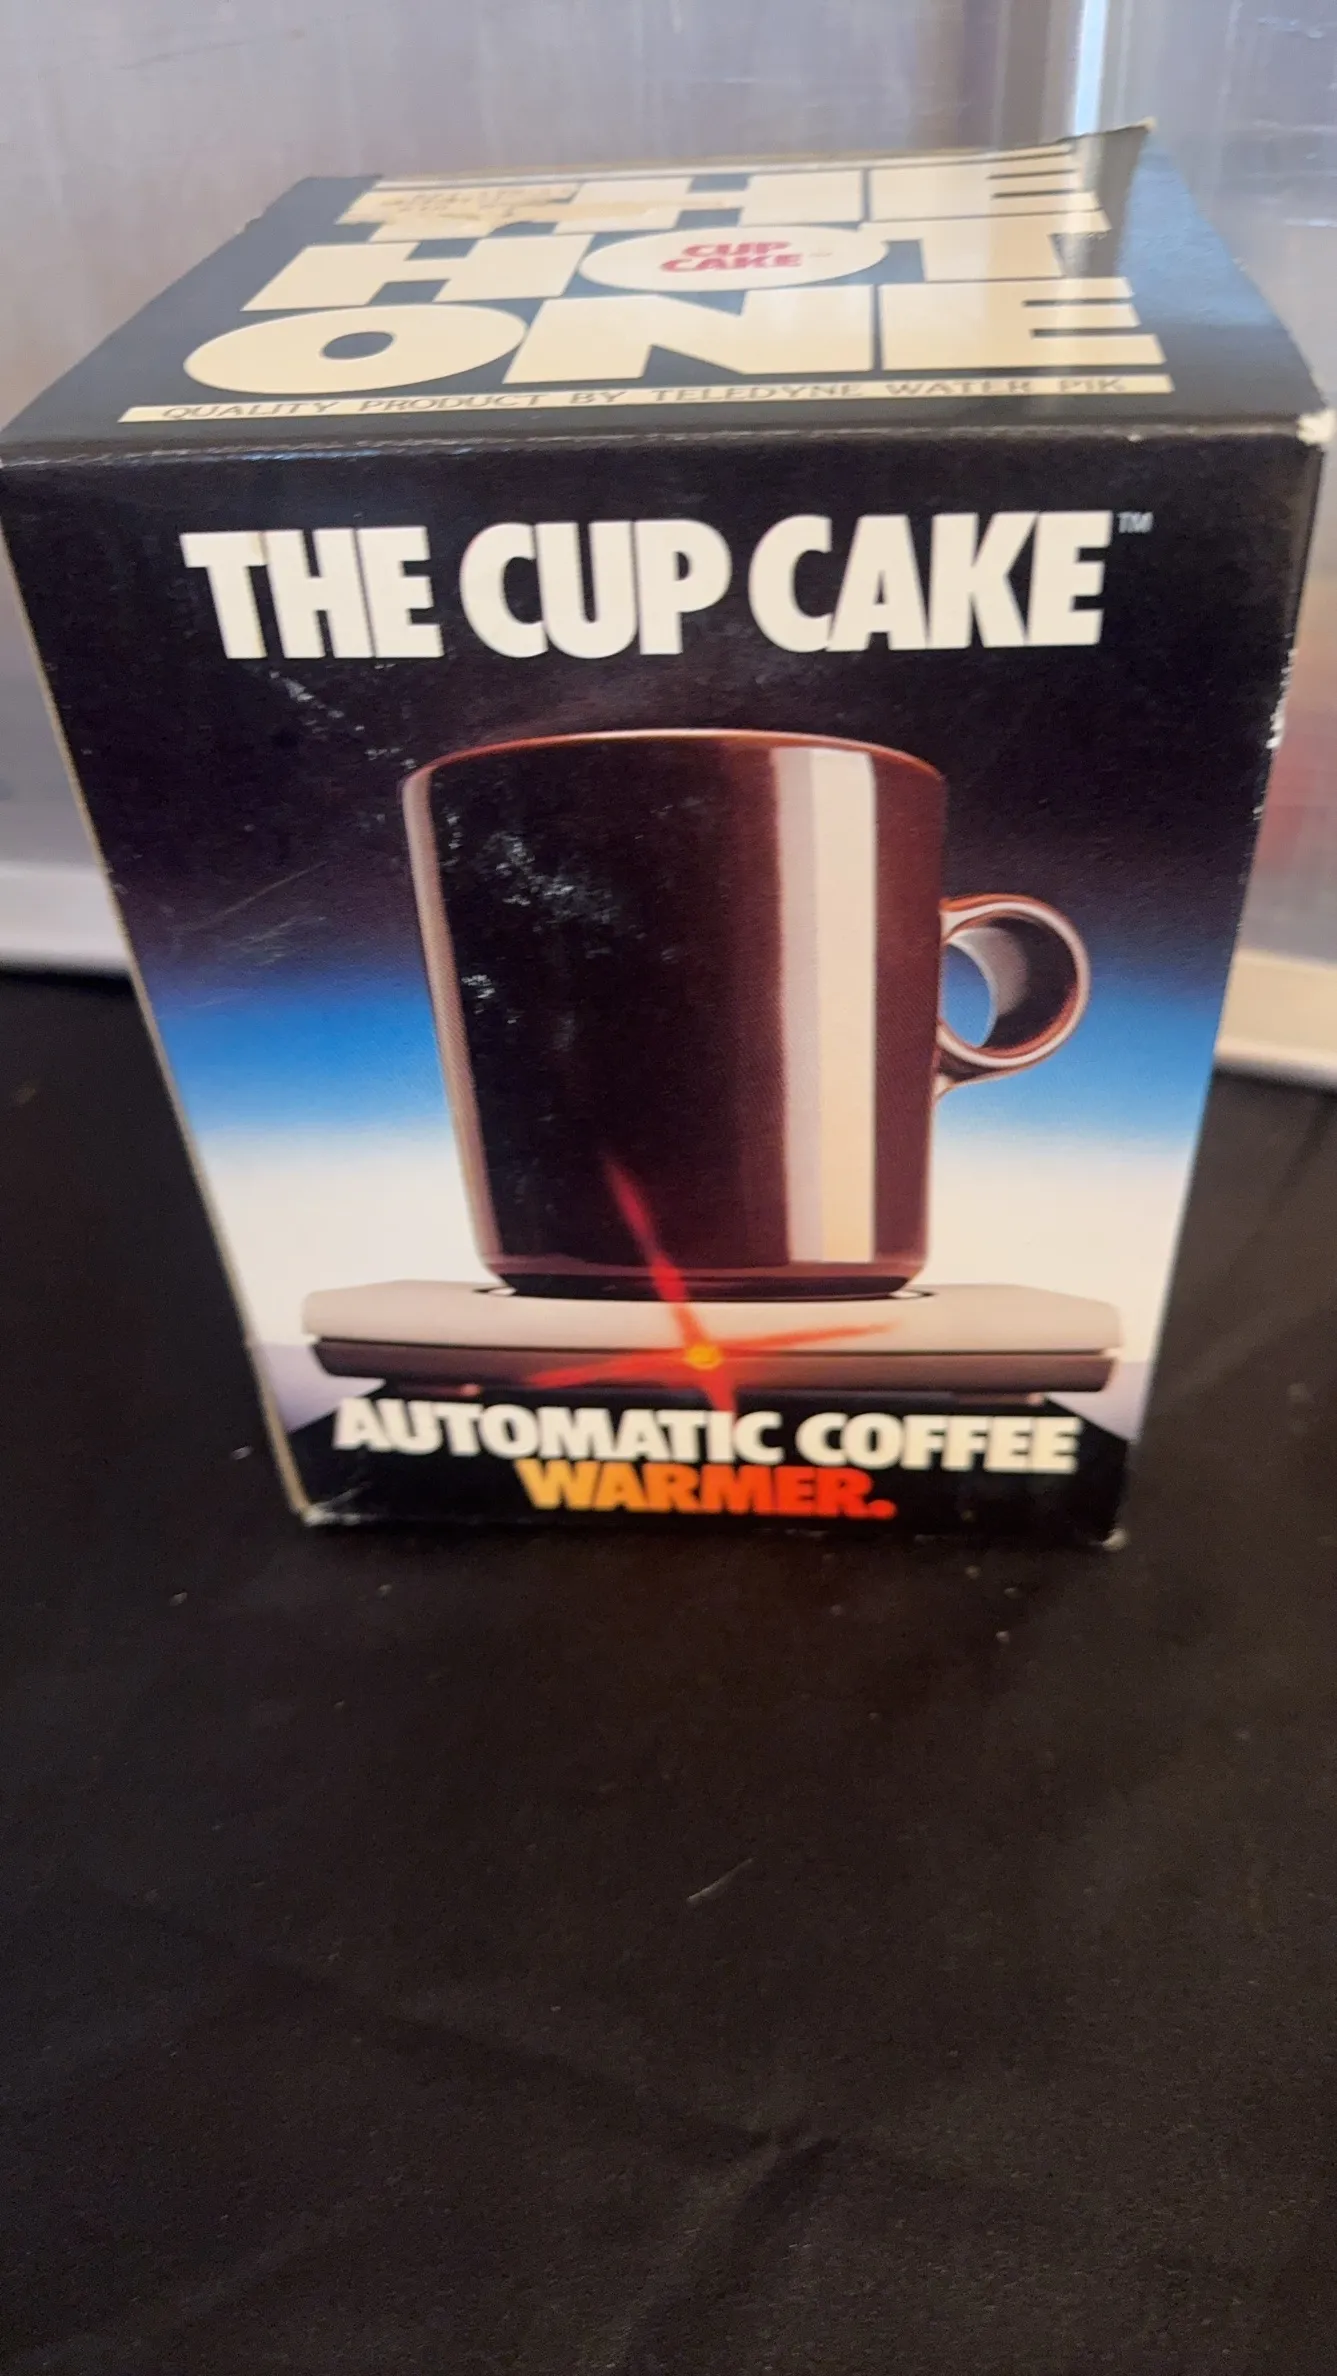 THE
HOT
CUP
CAKE
ONE
QUALITY PRODUCT BY TELEDYNE WATER PIK
THE CUP CAKE™
AUTOMATIC COFFEE
WARMER.